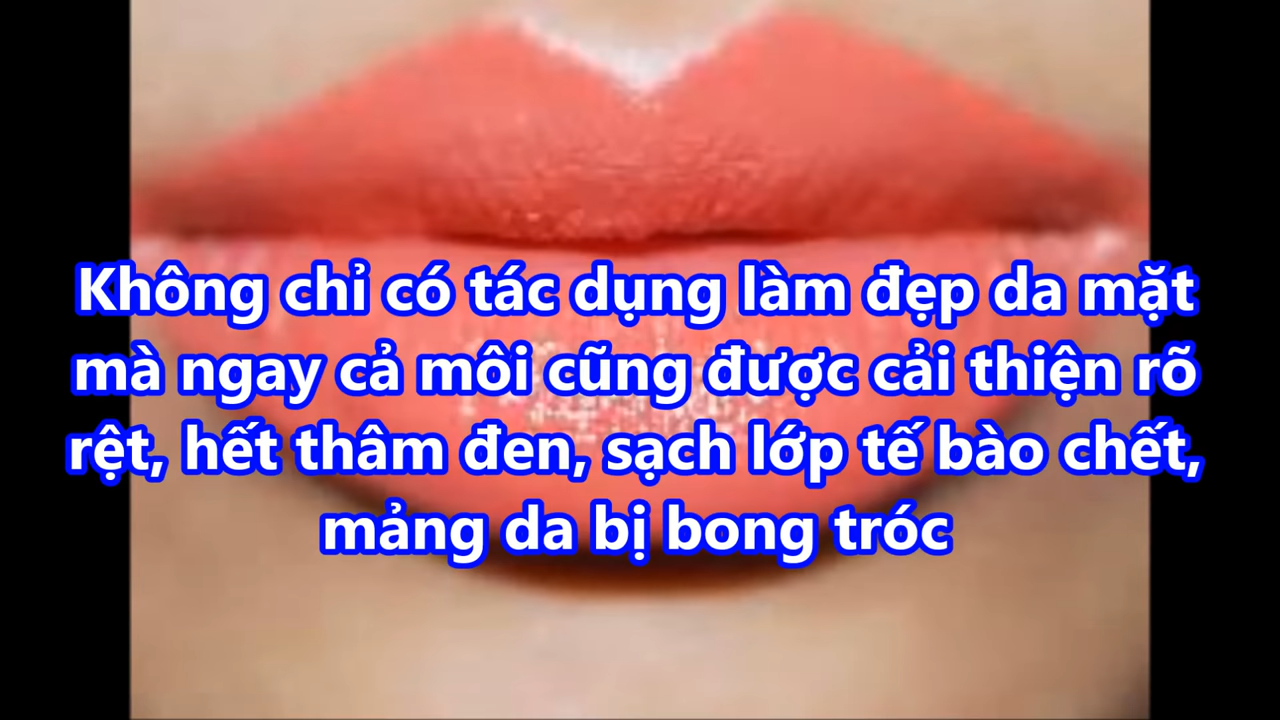 Không chỉ có tác dụng làm đẹp da mặt
mà ngay cả môi cũng được cải thiện rõ
rệt, hết thâm đen, sạch lớp tế bào chết,
mảng da bị bong tróc